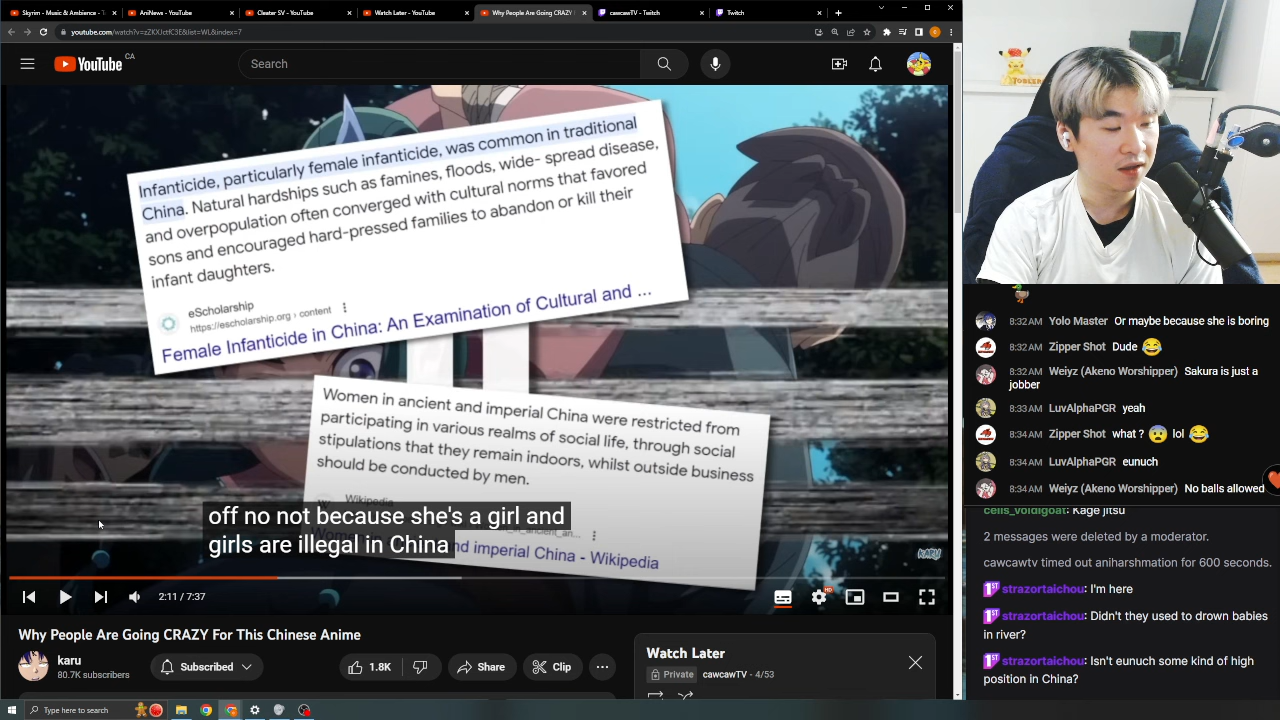 Skyrim - Music & Ambience -
AniNews - YouTube
Cleater SV - YouTube
Watch Later - YouTube
Why People Are Going CRAZY
cawcawTV - Twitch
Twitch
youtube.com/watch?v=zZKXJctfC3E&list=WL&index=7
YouTube CA
Search
Infanticide, particularly female infanticide, was common in traditional
China. Natural hardships such as famines, floods, wide- spread disease,
and overpopulation often converged with cultural norms that favored
sons and encouraged hard-pressed families to abandon or kill their
infant daughters.
eScholarship
https://escholarship.org › content
Female Infanticide in China: An Examination of Cultural and ...
Women in ancient and imperial China were restricted from
participating in various realms of social life, through social
stipulations that they remain indoors, whilst outside business
should be conducted by men.
Wikipedia
nd imperial China - Wikipedia
off no not because she's a girl and
girls are illegal in China
KARU
2:11 / 7:37
HD
Why People Are Going CRAZY For This Chinese Anime
karu
80.7K subscribers
Subscribed
1.8K
Share
Clip
Watch Later
Private cawcawTV - 4/53
Type here to search
8:32 AM Yolo Master Or maybe because she is boring
8:32 AM Zipper Shot Dude 😂
8:32 AM Weiyz (Akeno Worshipper) Sakura is just a
jobber
8:33 AM LuvAlphaPGR yeah
8:34 AM Zipper Shot what ? 😨 lol 😂
8:34 AM LuvAlphaPGR eunuch
8:34 AM Weiyz (Akeno Worshipper) No balls allowed
cells_voidigoat: Kage jitsu
2 messages were deleted by a moderator.
cawcawtv timed out aniharshmation for 600 seconds.
strazortaichou: I'm here
strazortaichou: Didn't they used to drown babies
in river?
strazortaichou: Isn't eunuch some kind of high
position in China?